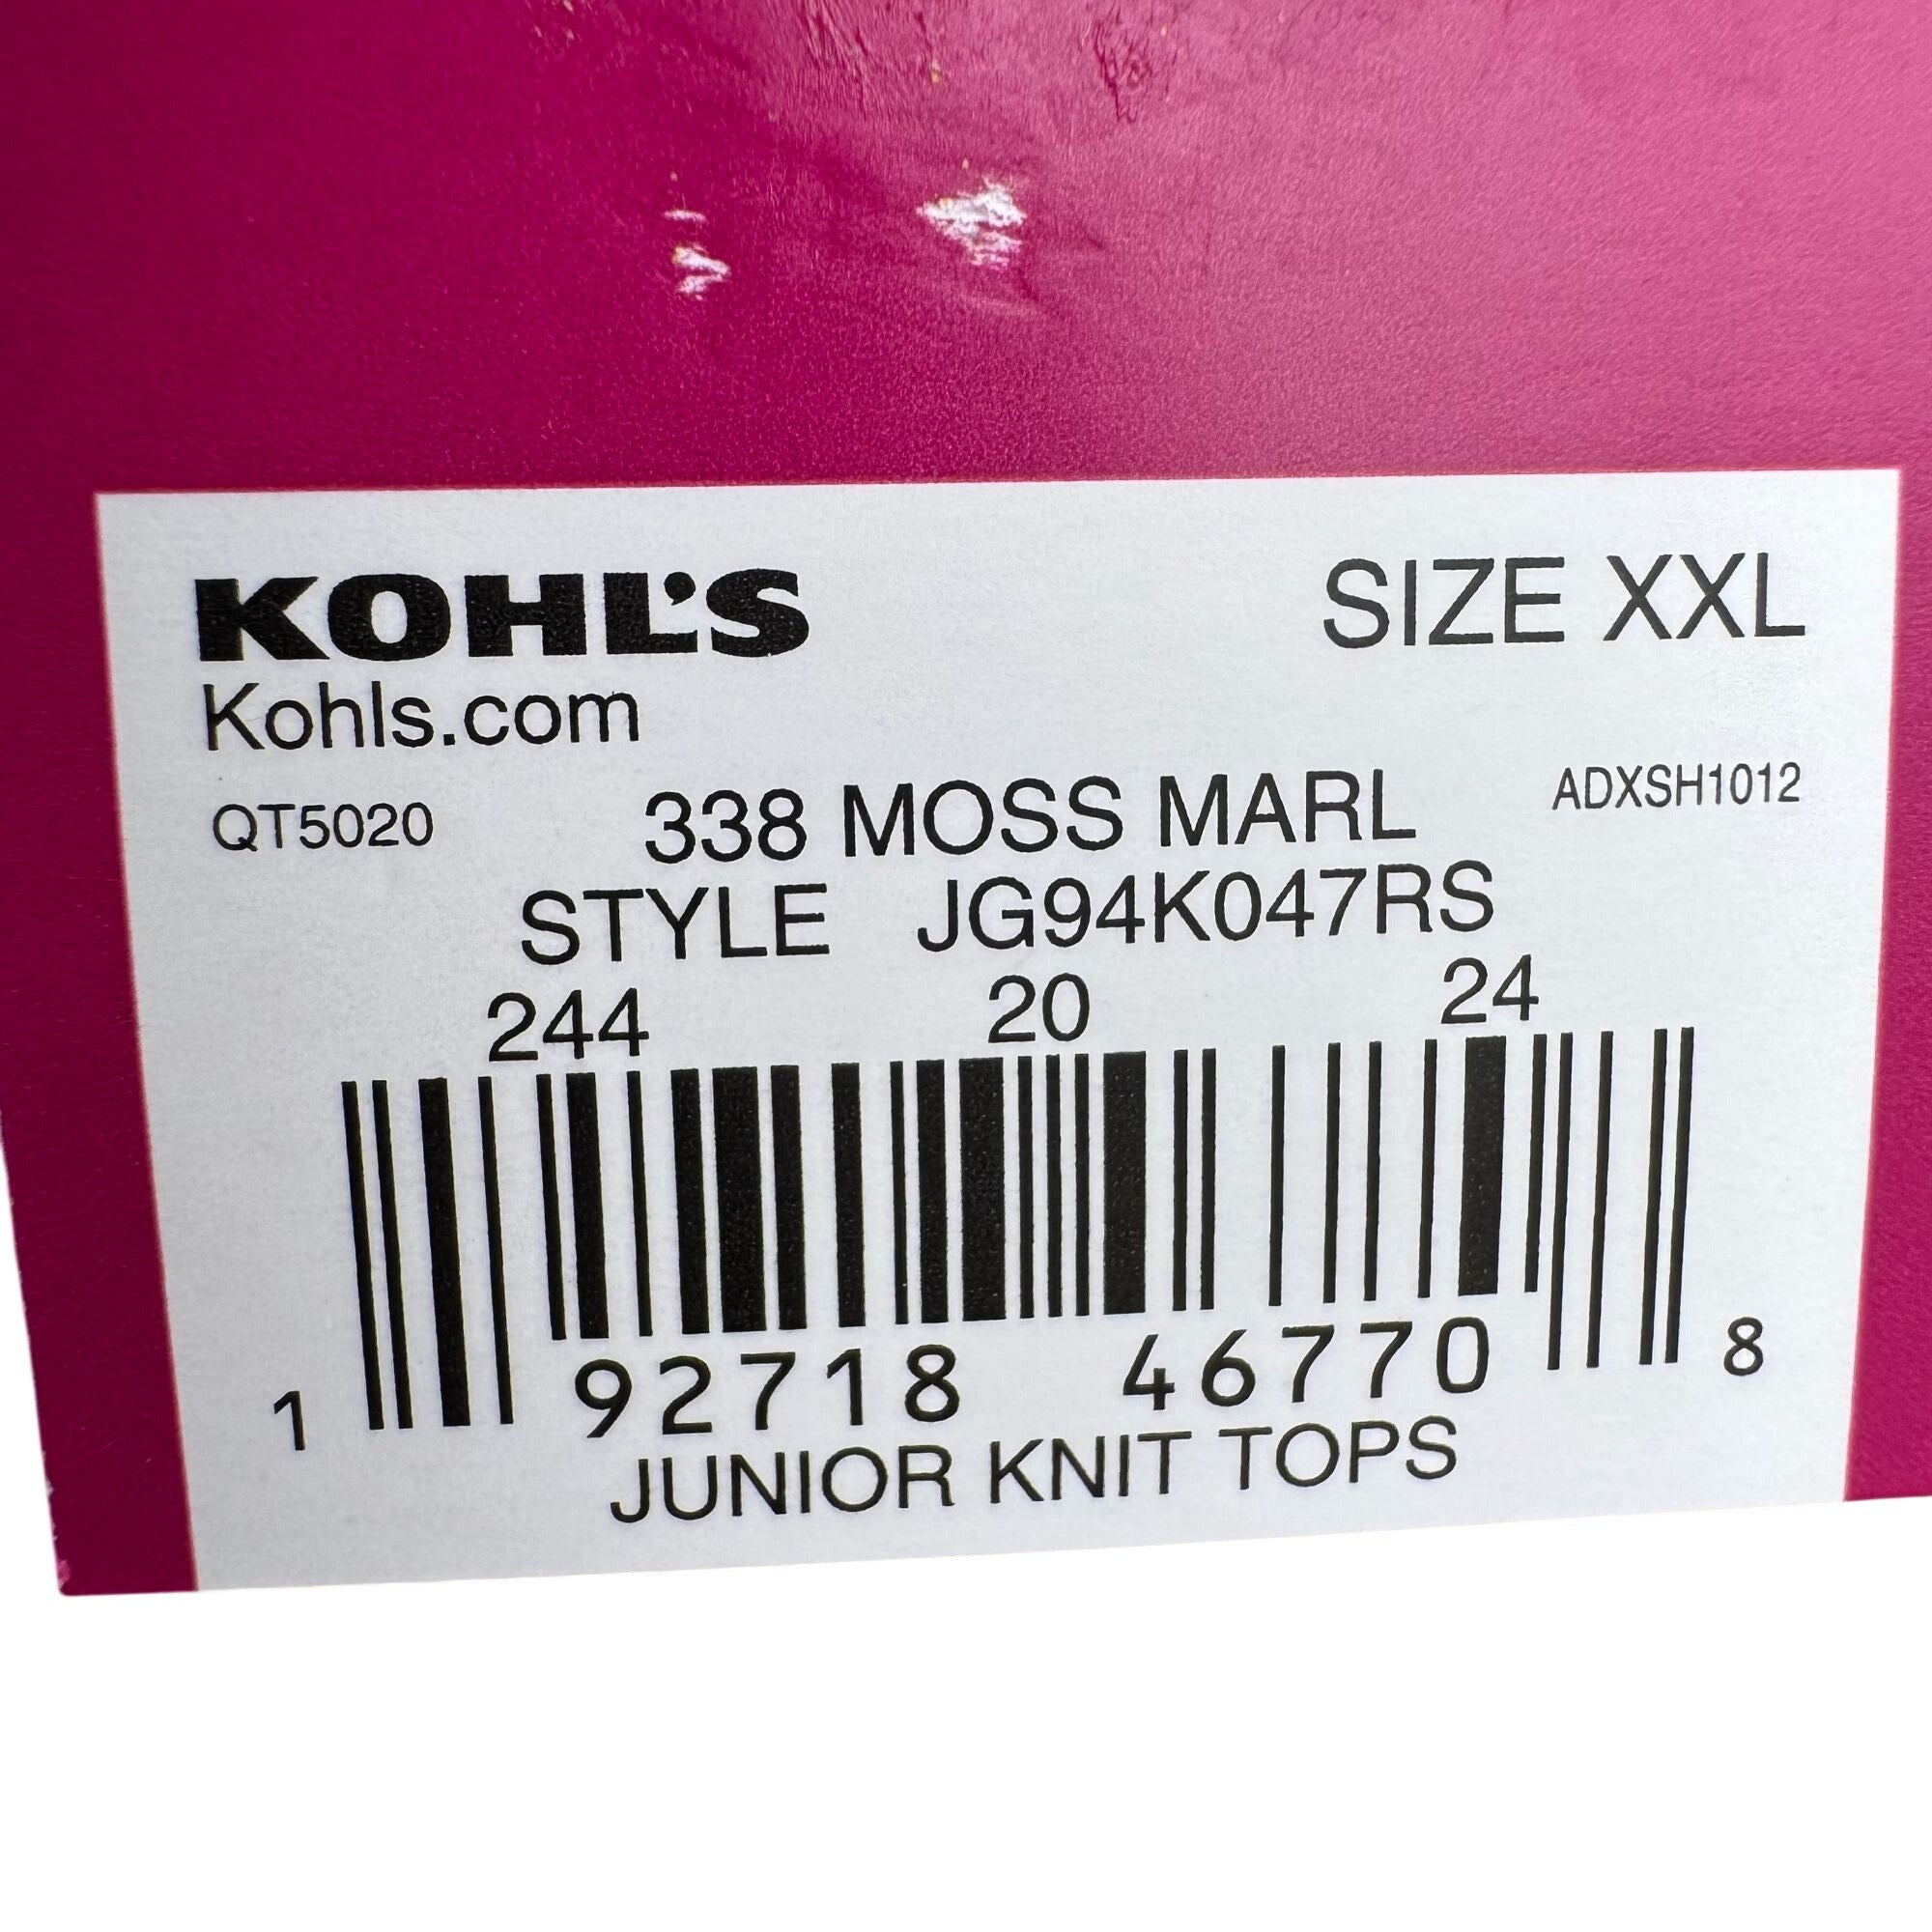 KOHL'S SIZE XXL
Kohls.com
QT5020 338 MOSS MARL ADXSH1012
STYLE JG94K047RS
244 20 24
1 92718 46770 8
JUNIOR KNIT TOPS